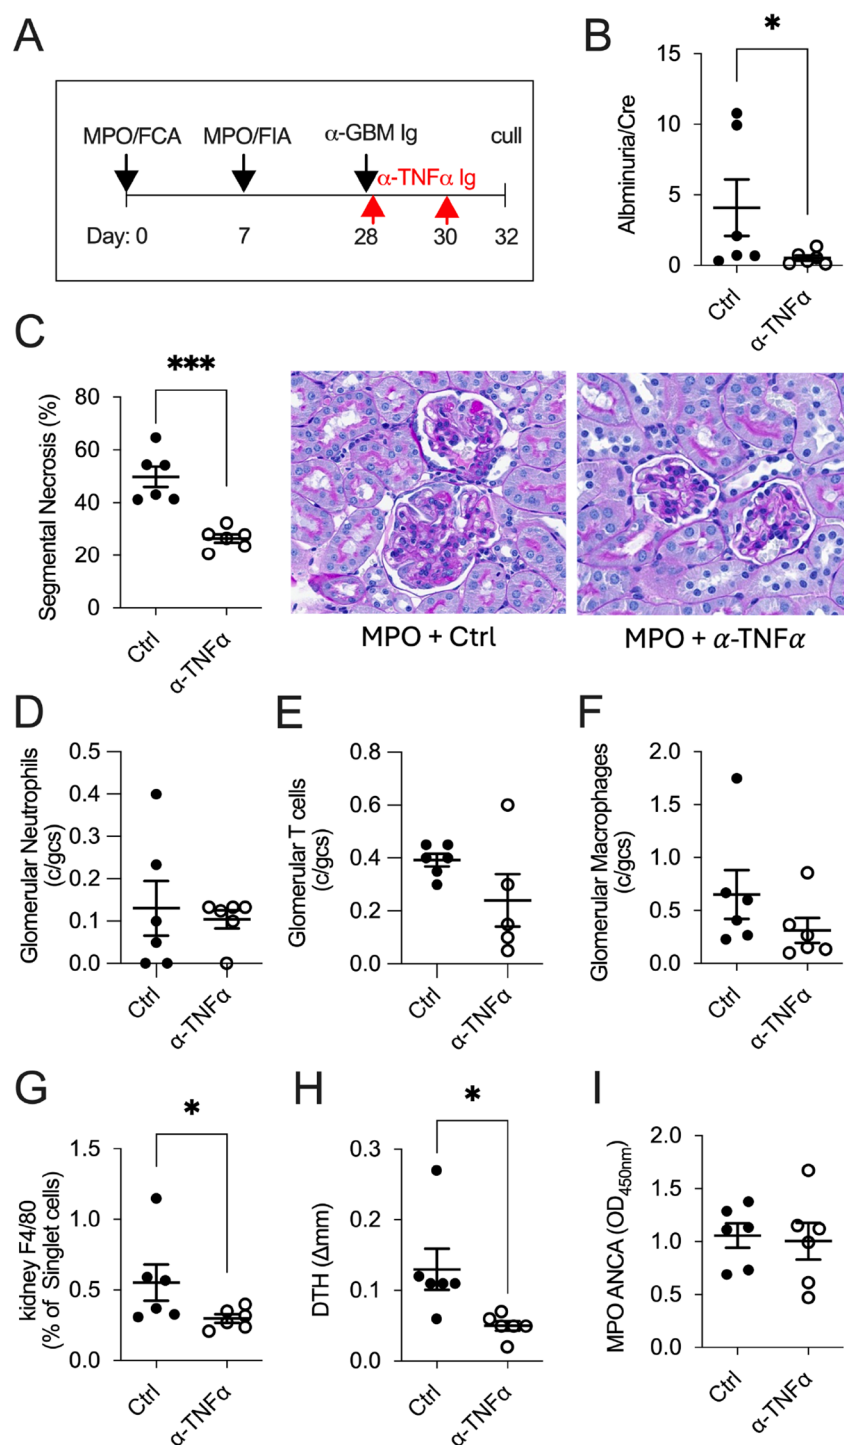 A
MPO/FCA
MPO/FIA
α-GBM Ig
cull
α-TNFα Ig
Day: 0
7
28
30
32
B
*
Albminuria/Cre
15
10
5
0
Ctrl
α-TNFα
C
***
Segmental Necrosis (%)
80
60
40
20
0
Ctrl
α-TNFα
MPO + Ctrl
MPO + α-TNFα
D
Glomerular Neutrophils
(c/gcs)
0.5
0.4
0.3
0.2
0.1
0.0
Ctrl
α-TNFα
E
Glomerular T cells
(c/gcs)
0.8
0.6
0.4
0.2
0.0
Ctrl
α-TNFα
F
Glomerular Macrophages
(c/gcs)
2.0
1.5
1.0
0.5
0.0
Ctrl
α-TNFα
G
*
kidney F4/80
(% of Singlet cells)
1.5
1.0
0.5
0.0
Ctrl
α-TNFα
H
*
DTH (Δmm)
0.3
0.2
0.1
0.0
Ctrl
α-TNFα
I
MPO ANCA (OD450nm)
2.0
1.5
1.0
0.5
0.0
Ctrl
α-TNFα